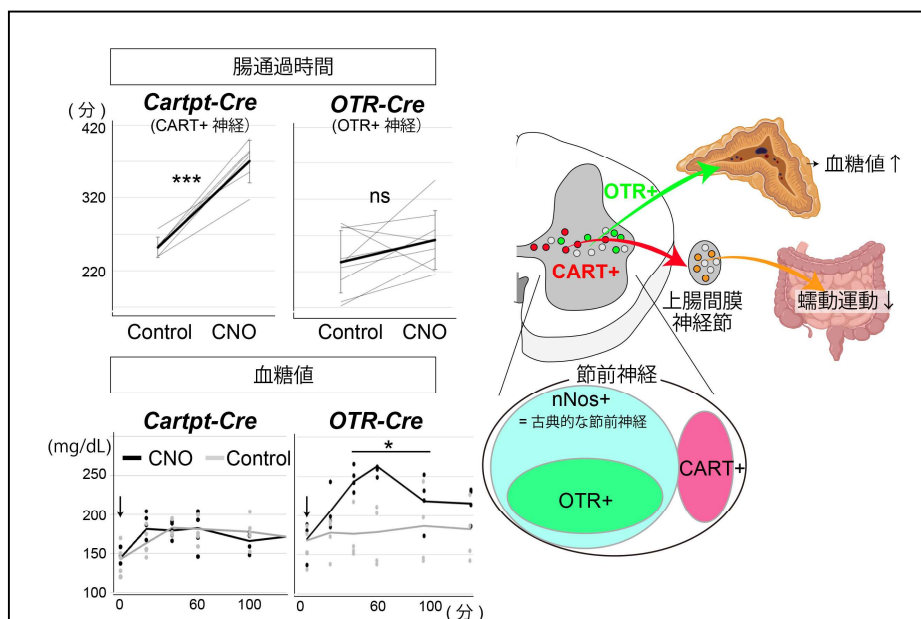 腸通過時間
(分)
Cartpt-Cre
(CART+ 神経)
OTR-Cre
(OTR+ 神経)
420
320
220
***
ns
Control CNO
Control CNO
血糖値
Cartpt-Cre
OTR-Cre
(mg/dL)
CNO Control
*
250
200
150
100
0 60 100
0 60 100 (分)
OTR+
CART+
→ 血糖値↑
上腸間膜
神経節
蠕動運動↓
節前神経
nNos+
= 古典的な節前神経
OTR+
CART+